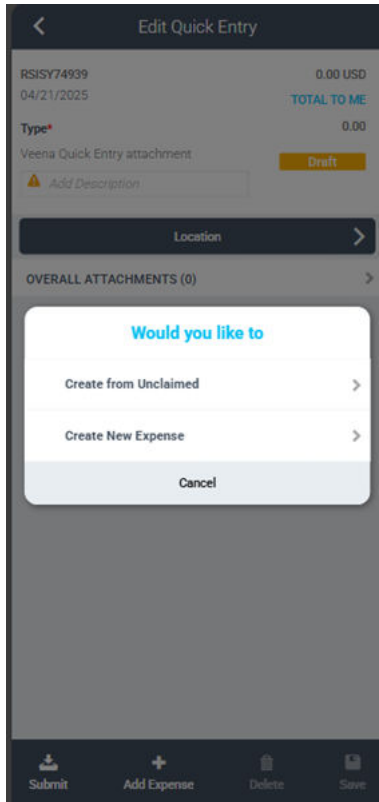 Edit Quick Entry
RSISY74939
0.00 USD
04/21/2025
TOTAL TO ME
Type*
0.00
Veena Quick Entry attachment
Draft
Add Description
Location
OVERALL ATTACHMENTS (0)
Would you like to
Create from Unclaimed
Create New Expense
Cancel
Submit
Add Expense
Delete
Save